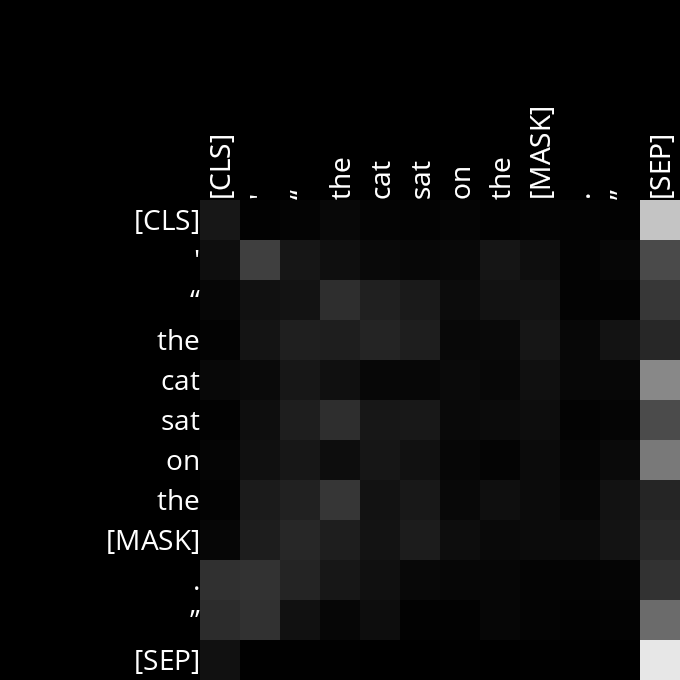 [CLS] ' “ the cat sat on the [MASK] . ” [SEP]
[CLS]
'
“
the
cat
sat
on
the
[MASK]
.
”
[SEP]